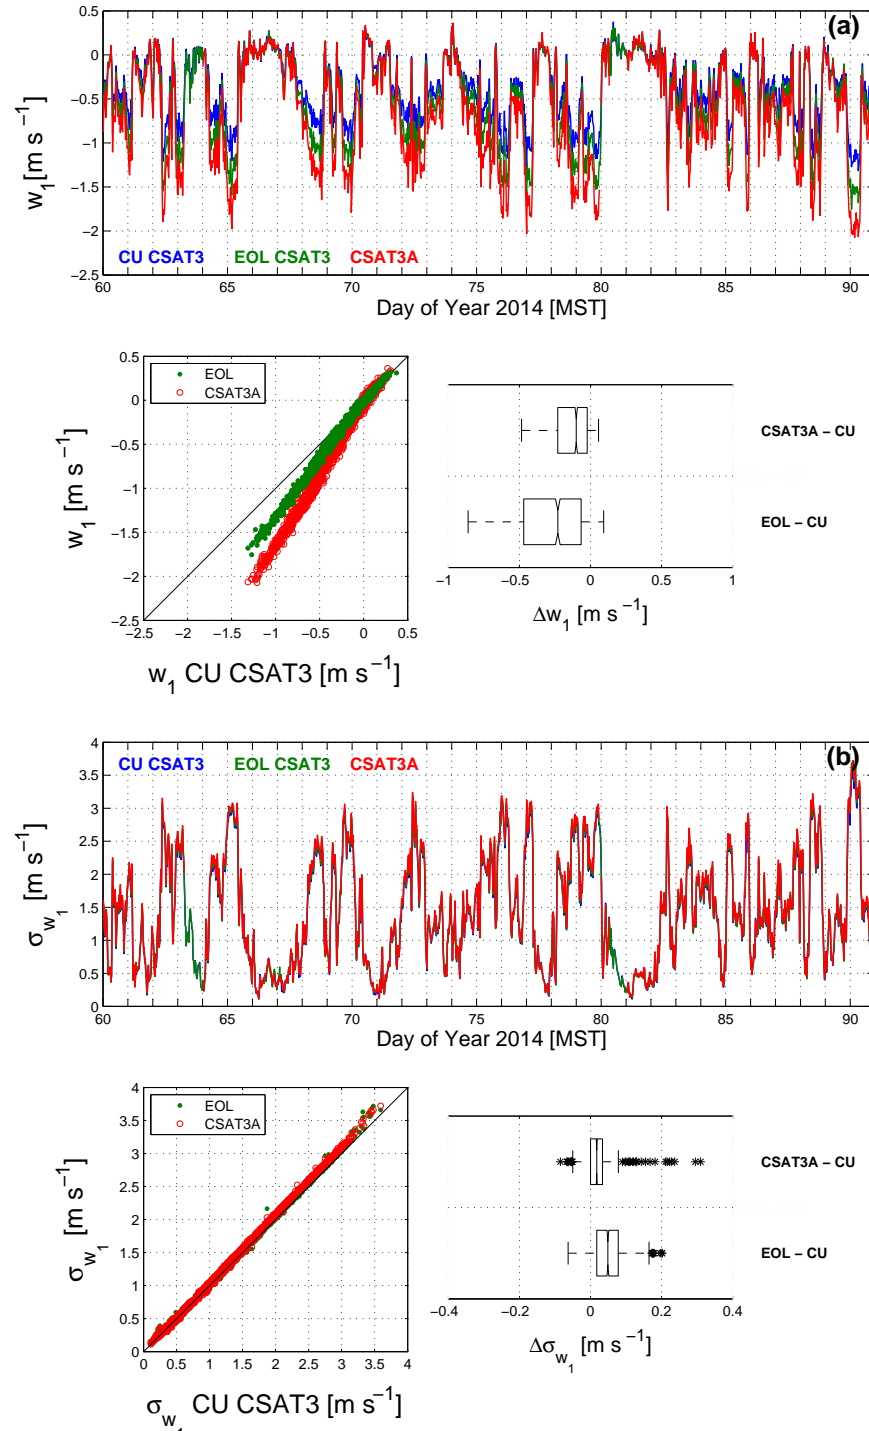 (a)
0
−0.5
−1
−1.5
−2
−2.5
w1[m s −1]
CU CSAT3 EOL CSAT3 CSAT3A
60 65 70 75 80 85 90
Day of Year 2014 [MST]
0.5
0
−0.5
−1
−1.5
−2
−2.5
w1 [m s −1]
EOL
CSAT3A
−2.5 −2 −1.5 −1 −0.5 0 0.5
w1 CU CSAT3 [m s −1]
CSAT3A − CU
EOL − CU
−1 −0.5 0 0.5 1
Δw1 [m s −1]
(b)
4
3.5
3
2.5
2
1.5
1
0.5
0
σw1 [m s −1]
CU CSAT3 EOL CSAT3 CSAT3A
60 65 70 75 80 85 90
Day of Year 2014 [MST]
4
3.5
3
2.5
2
1.5
1
0.5
0
σw1 [m s −1]
EOL
CSAT3A
0 0.5 1 1.5 2 2.5 3 3.5 4
σw1 CU CSAT3 [m s −1]
CSAT3A − CU
EOL − CU
−0.4 −0.2 0 0.2 0.4
Δσw1 [m s −1]